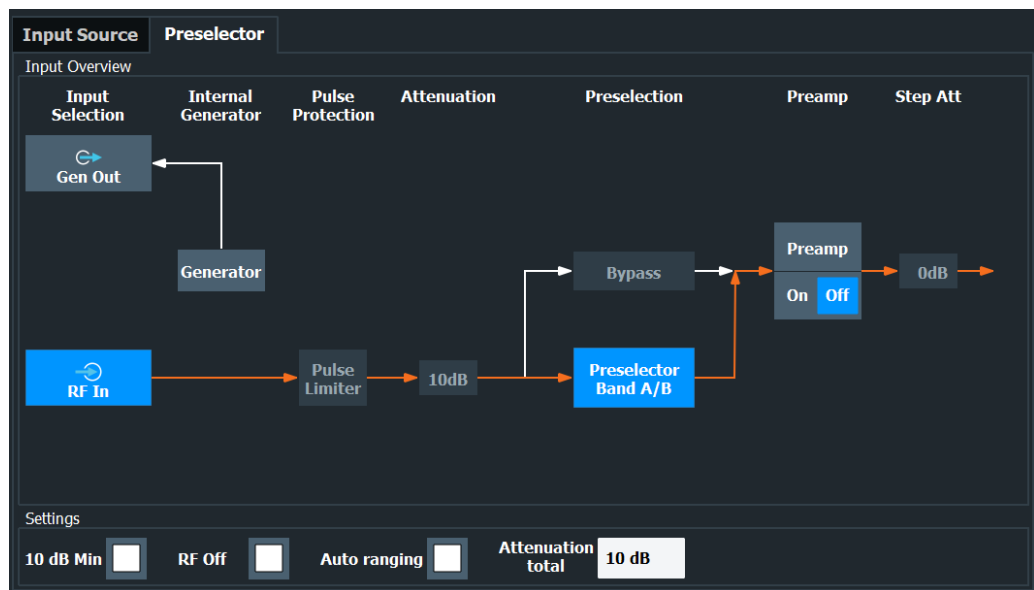 Input Source
Preselector
Input Overview
Input
Selection
Internal
Generator
Pulse
Protection
Attenuation
Preselection
Preamp
Step Att
Gen Out
Generator
Bypass
Preamp
On
Off
0dB
RF In
Pulse
Limiter
10dB
Preselector
Band A/B
Settings
10 dB Min
RF Off
Auto ranging
Attenuation
total
10 dB